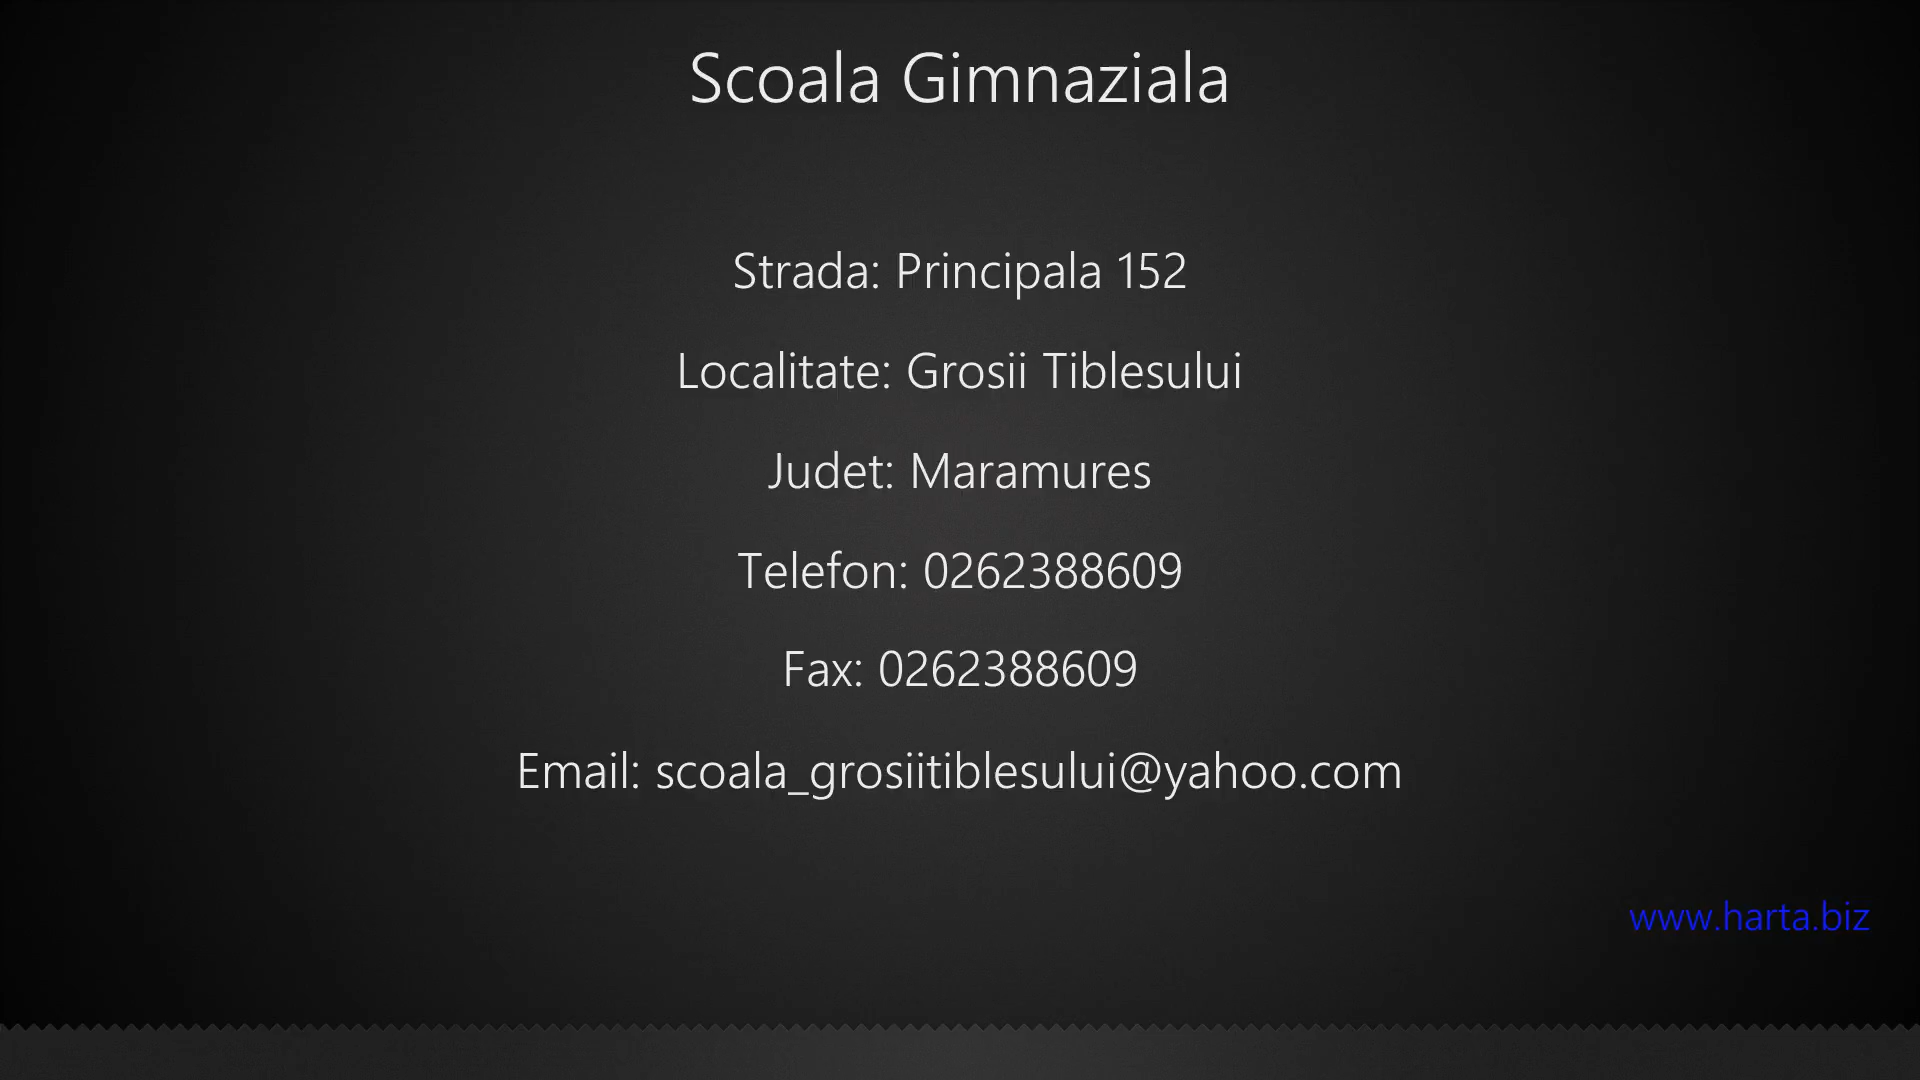 Scoala Gimnaziala
Strada: Principala 152
Localitate: Grosii Tiblesului
Judet: Maramures
Telefon: 0262388609
Fax: 0262388609
Email: scoala_grosiitiblesului@yahoo.com
www.harta.biz